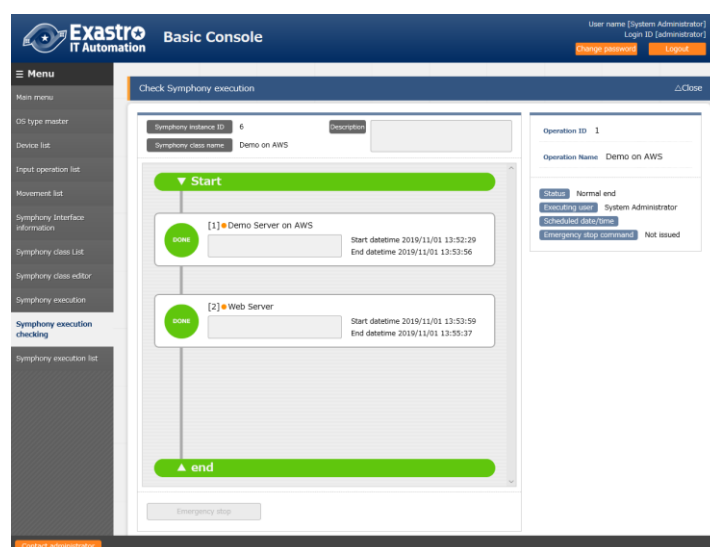 Exastro
IT Automation
Basic Console
User name [System Administrator]
Login ID [administrator]
Change password
Logout
☰ Menu
Main menu
OS type master
Device list
Input operation list
Movement list
Symphony Interface
information
Symphony class List
Symphony class editor
Symphony execution
Symphony execution
checking
Symphony execution list
Check Symphony execution
△Close
Symphony instance ID 6
Description
Symphony class name Demo on AWS
▼ Start
[1] Demo Server on AWS
DONE
Start datetime 2019/11/01 13:52:29
End datetime 2019/11/01 13:53:56
[2] Web Server
DONE
Start datetime 2019/11/01 13:53:59
End datetime 2019/11/01 13:55:37
▲ end
Emergency stop
Operation ID 1
Operation Name Demo on AWS
Status Normal end
Executing user System Administrator
Scheduled date/time
Emergency stop command Not issued
Contact administrator